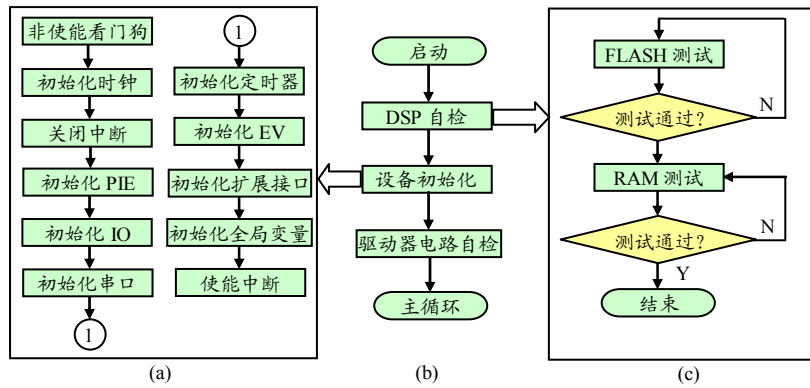 非使能看门狗
初始化时钟
关闭中断
初始化 PIE
初始化 IO
初始化串口
1
1
初始化定时器
初始化 EV
初始化扩展接口
初始化全局变量
使能中断
(a)
启动
DSP 自检
设备初始化
驱动器电路自检
主循环
(b)
FLASH 测试
测试通过?
N
RAM 测试
测试通过?
N
Y
结束
(c)